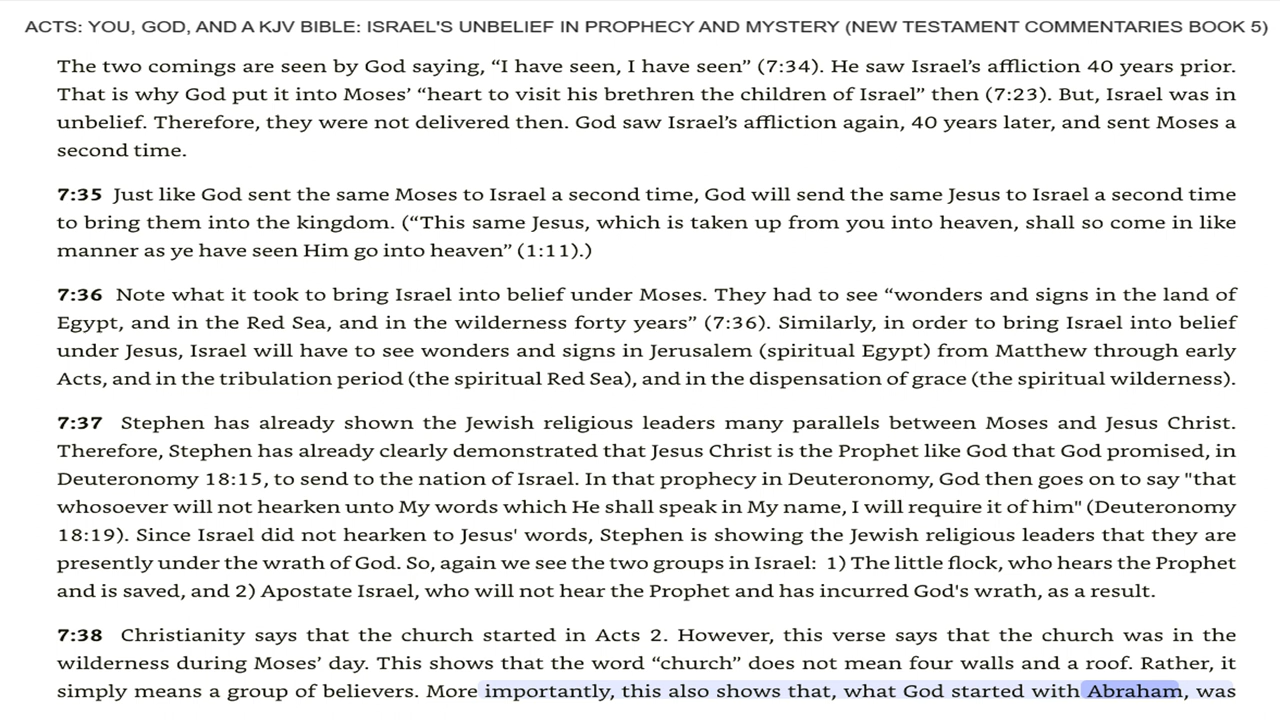 ACTS: YOU, GOD, AND A KJV BIBLE: ISRAEL'S UNBELIEF IN PROPHECY AND MYSTERY (NEW TESTAMENT COMMENTARIES BOOK 5)
The two comings are seen by God saying, “I have seen, I have seen” (7:34). He saw Israel’s affliction 40 years prior.
That is why God put it into Moses’ “heart to visit his brethren the children of Israel” then (7:23). But, Israel was in
unbelief. Therefore, they were not delivered then. God saw Israel’s affliction again, 40 years later, and sent Moses a
second time.
7:35 Just like God sent the same Moses to Israel a second time, God will send the same Jesus to Israel a second time
to bring them into the kingdom. (“This same Jesus, which is taken up from you into heaven, shall so come in like
manner as ye have seen Him go into heaven” (1:11).)
7:36 Note what it took to bring Israel into belief under Moses. They had to see “wonders and signs in the land of
Egypt, and in the Red Sea, and in the wilderness forty years” (7:36). Similarly, in order to bring Israel into belief
under Jesus, Israel will have to see wonders and signs in Jerusalem (spiritual Egypt) from Matthew through early
Acts, and in the tribulation period (the spiritual Red Sea), and in the dispensation of grace (the spiritual wilderness).
7:37 Stephen has already shown the Jewish religious leaders many parallels between Moses and Jesus Christ.
Therefore, Stephen has already clearly demonstrated that Jesus Christ is the Prophet like God that God promised, in
Deuteronomy 18:15, to send to the nation of Israel. In that prophecy in Deuteronomy, God then goes on to say "that
whosoever will not hearken unto My words which He shall speak in My name, I will require it of him" (Deuteronomy
18:19). Since Israel did not hearken to Jesus' words, Stephen is showing the Jewish religious leaders that they are
presently under the wrath of God. So, again we see the two groups in Israel: 1) The little flock, who hears the Prophet
and is saved, and 2) Apostate Israel, who will not hear the Prophet and has incurred God's wrath, as a result.
7:38 Christianity says that the church started in Acts 2. However, this verse says that the church was in the
wilderness during Moses’ day. This shows that the word “church” does not mean four walls and a roof. Rather, it
simply means a group of believers. More importantly, this also shows that, what God started with Abraham, was